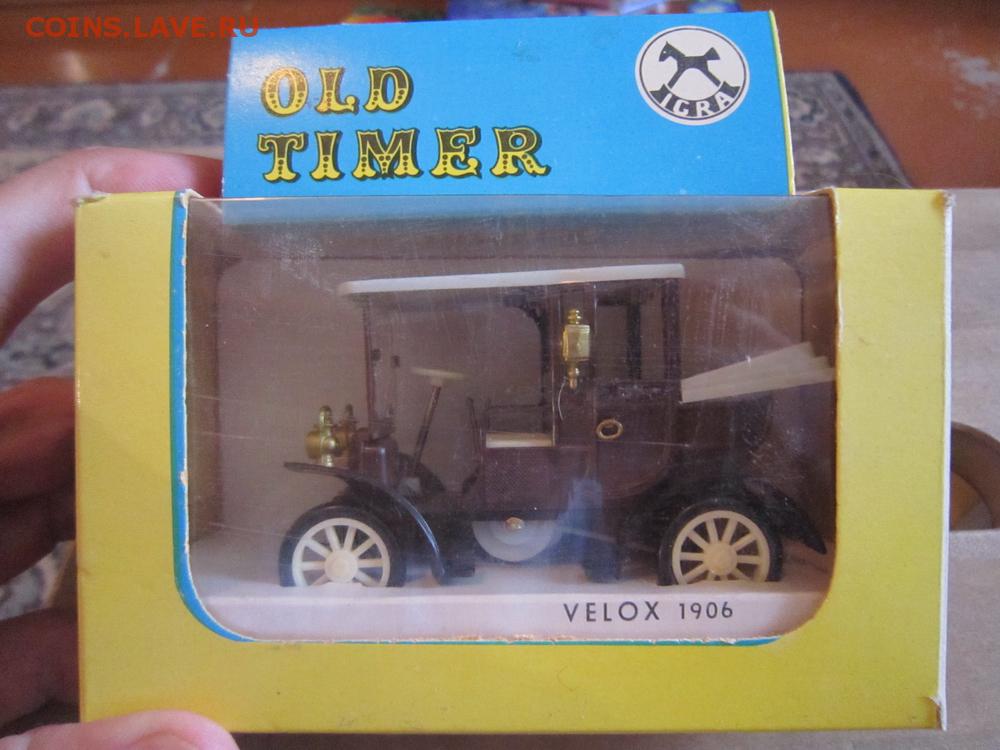 COINS.LAVE.RU
OLD
TIMER
IGRA
VELOX 1906